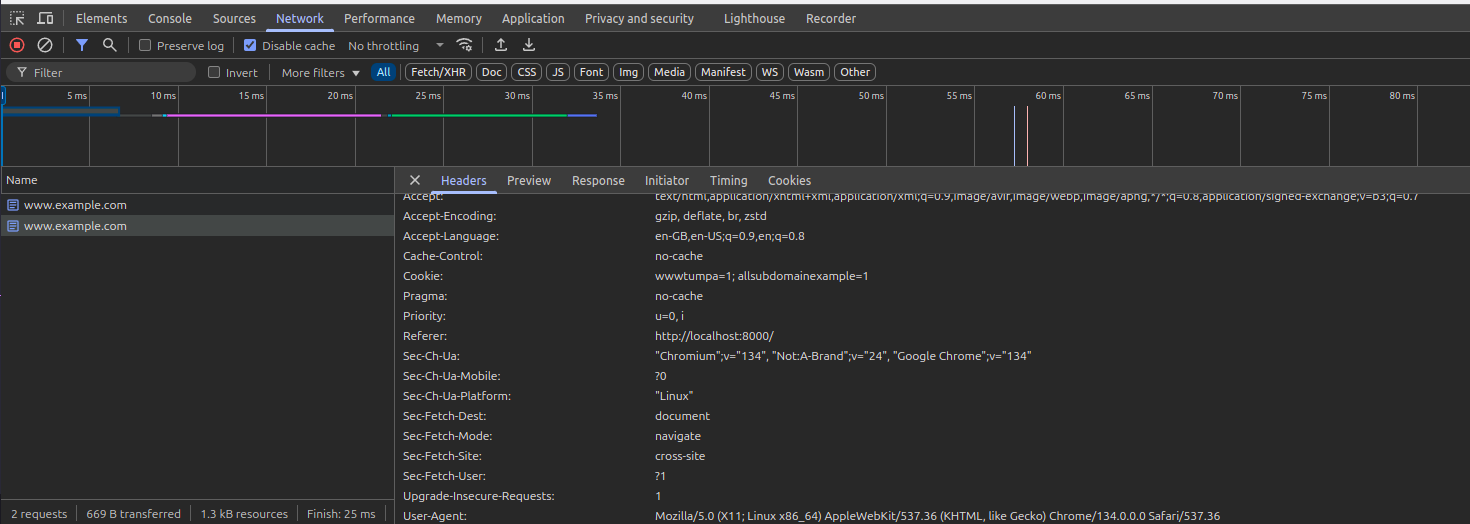 Elements Console Sources Network Performance Memory Application Privacy and security Lighthouse Recorder
Preserve log Disable cache No throttling
Filter Invert More filters All Fetch/XHR Doc CSS JS Font Img Media Manifest WS Wasm Other
5 ms 10 ms 15 ms 20 ms 25 ms 30 ms 35 ms 40 ms 45 ms 50 ms 55 ms 60 ms 65 ms 70 ms 75 ms 80 ms
Name Headers Preview Response Initiator Timing Cookies
www.example.com
www.example.com
Accept: text/html,application/xhtml+xml,application/xml;q=0.9,image/avif,image/webp,image/apng,*/*;q=0.8,application/signed-exchange;v=b3;q=0.7
Accept-Encoding: gzip, deflate, br, zstd
Accept-Language: en-GB,en-US;q=0.9,en;q=0.8
Cache-Control: no-cache
Cookie: wwwtumpa=1; allsubdomainexample=1
Pragma: no-cache
Priority: u=0, i
Referer: http://localhost:8000/
Sec-Ch-Ua: "Chromium";v="134", "Not:A-Brand";v="24", "Google Chrome";v="134"
Sec-Ch-Ua-Mobile: ?0
Sec-Ch-Ua-Platform: "Linux"
Sec-Fetch-Dest: document
Sec-Fetch-Mode: navigate
Sec-Fetch-Site: cross-site
Sec-Fetch-User: ?1
Upgrade-Insecure-Requests: 1
User-Agent: Mozilla/5.0 (X11; Linux x86_64) AppleWebKit/537.36 (KHTML, like Gecko) Chrome/134.0.0.0 Safari/537.36
2 requests 669 B transferred 1.3 kB resources Finish: 25 ms